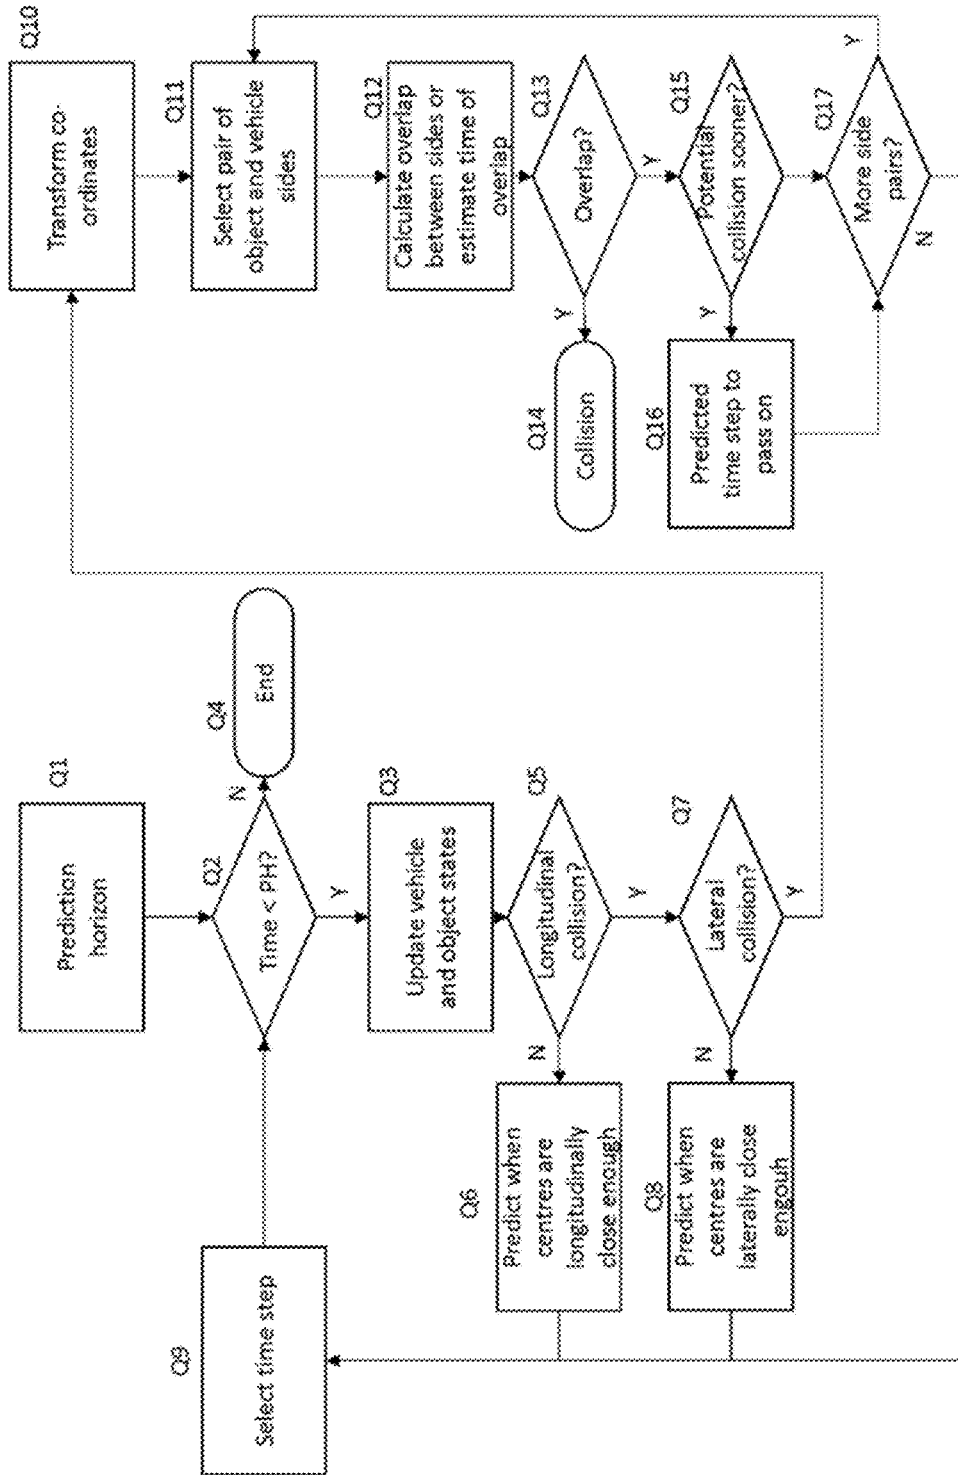 Q1
Prediction
horizon
Q2
Time < PH?
N
Q4
End
Y
Q3
Update vehicle
and object states
Q5
Longitudinal
collision?
N
Q6
Predict when
centres are
longitudinally
close enough
Y
Q7
Lateral
collision?
N
Q8
Predict when
centres are
laterally close
engouh
Y
Q9
Select time step
Q10
Transform co-
ordinates
Q11
Select pair of
object and vehicle
sides
Q12
Calculate overlap
between sides or
estimate time of
overlap
Q13
Overlap?
Y
Q14
Collision
Y
Q15
Potential
collision sooner?
Y
Q16
Predicted
time step to
pass on
Q17
More side
pairs?
Y
N